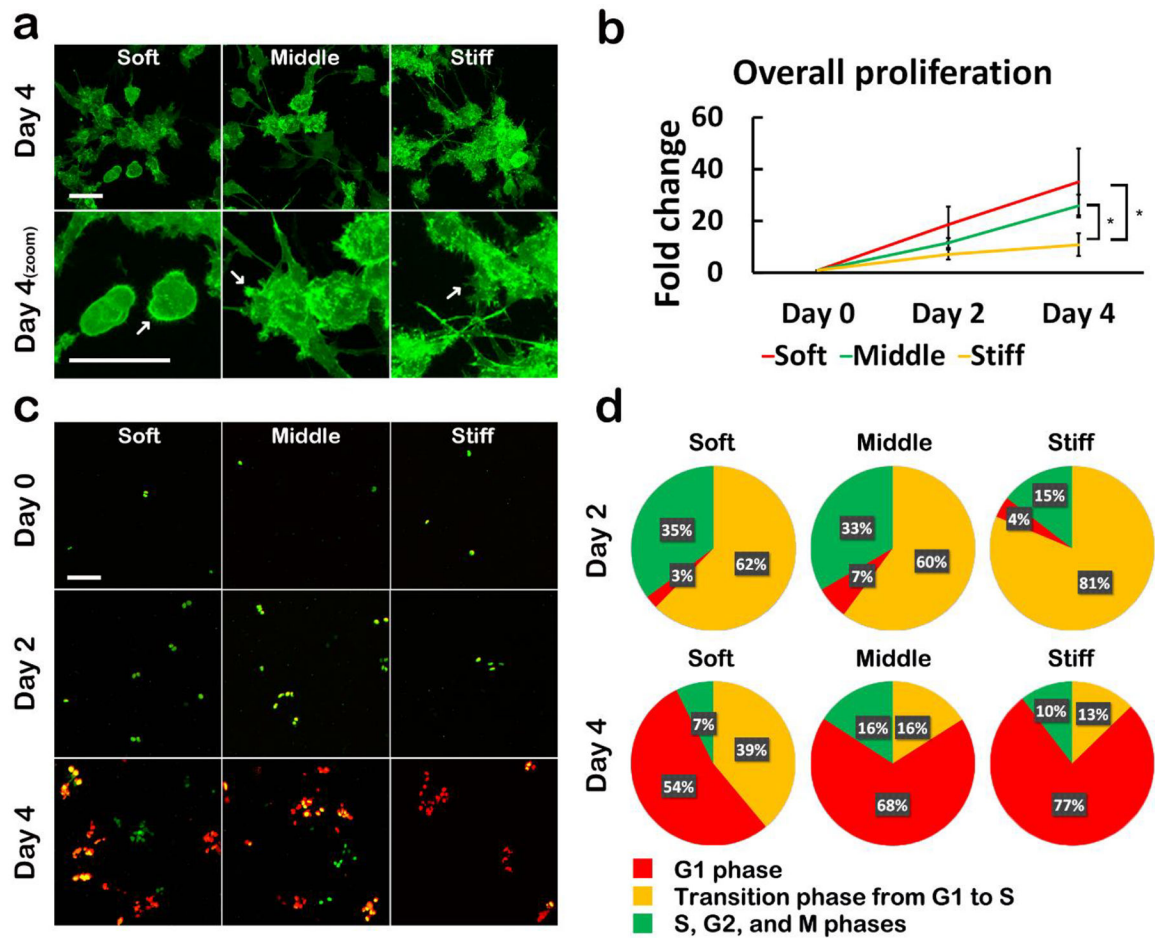 a
Soft Middle Stiff
Day 4
Day 4(zoom)
b
Overall proliferation
Fold change
60
40
20
0
*
*
Day 0 Day 2 Day 4
Soft Middle Stiff
c
Soft Middle Stiff
Day 0
Day 2
Day 4
d
Soft Middle Stiff
Day 2
35% 3% 62%
33% 7% 60%
15% 4% 81%
Soft Middle Stiff
Day 4
7% 39% 54%
16% 16% 68%
10% 13% 77%
G1 phase
Transition phase from G1 to S
S, G2, and M phases